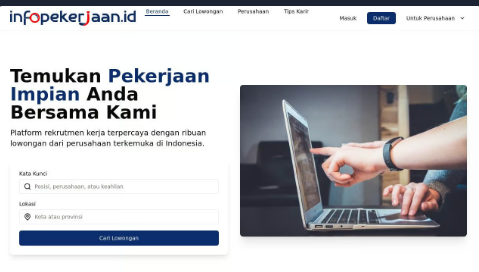 infopekerjaan.id
Beranda Cari Lowongan Perusahaan Tips Karir
Masuk Daftar Untuk Perusahaan
Temukan Pekerjaan
Impian Anda
Bersama Kami
Platform rekrutmen kerja terpercaya dengan ribuan
lowongan dari perusahaan terkemuka di Indonesia.
Kata Kunci
Posisi, perusahaan, atau keahlian
Lokasi
Kota atau provinsi
Cari Lowongan